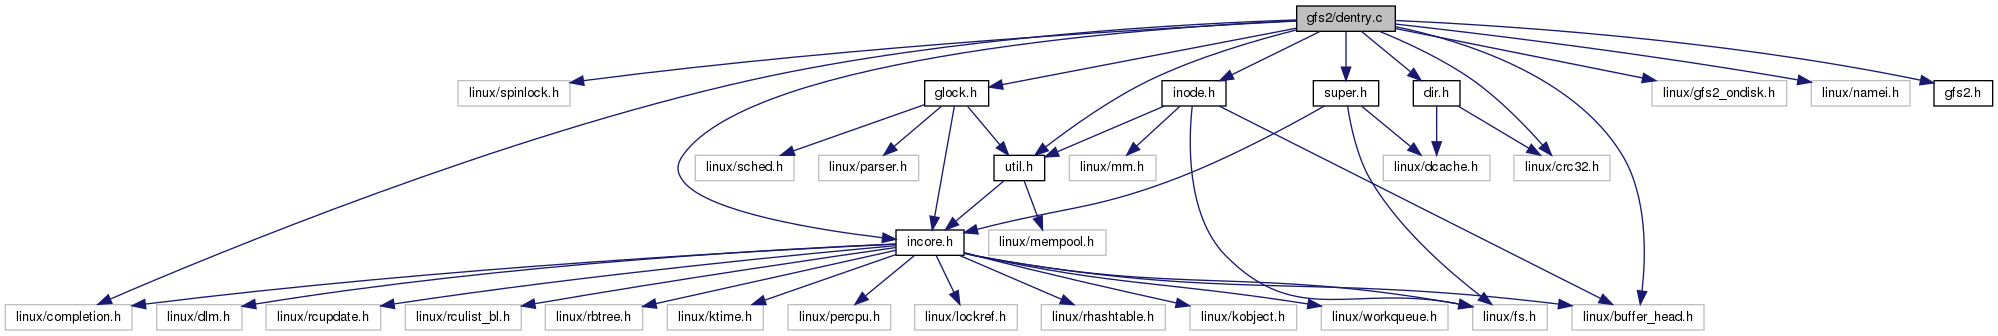 gfs2/dentry.c
linux/spinlock.h
glock.h
inode.h
super.h
dir.h
linux/gfs2_ondisk.h
linux/namei.h
gfs2.h
linux/sched.h
linux/parser.h
util.h
linux/mm.h
linux/dcache.h
linux/crc32.h
incore.h
linux/mempool.h
linux/completion.h
linux/dlm.h
linux/rcupdate.h
linux/rculist_bl.h
linux/rbtree.h
linux/ktime.h
linux/percpu.h
linux/lockref.h
linux/rhashtable.h
linux/kobject.h
linux/workqueue.h
linux/fs.h
linux/buffer_head.h